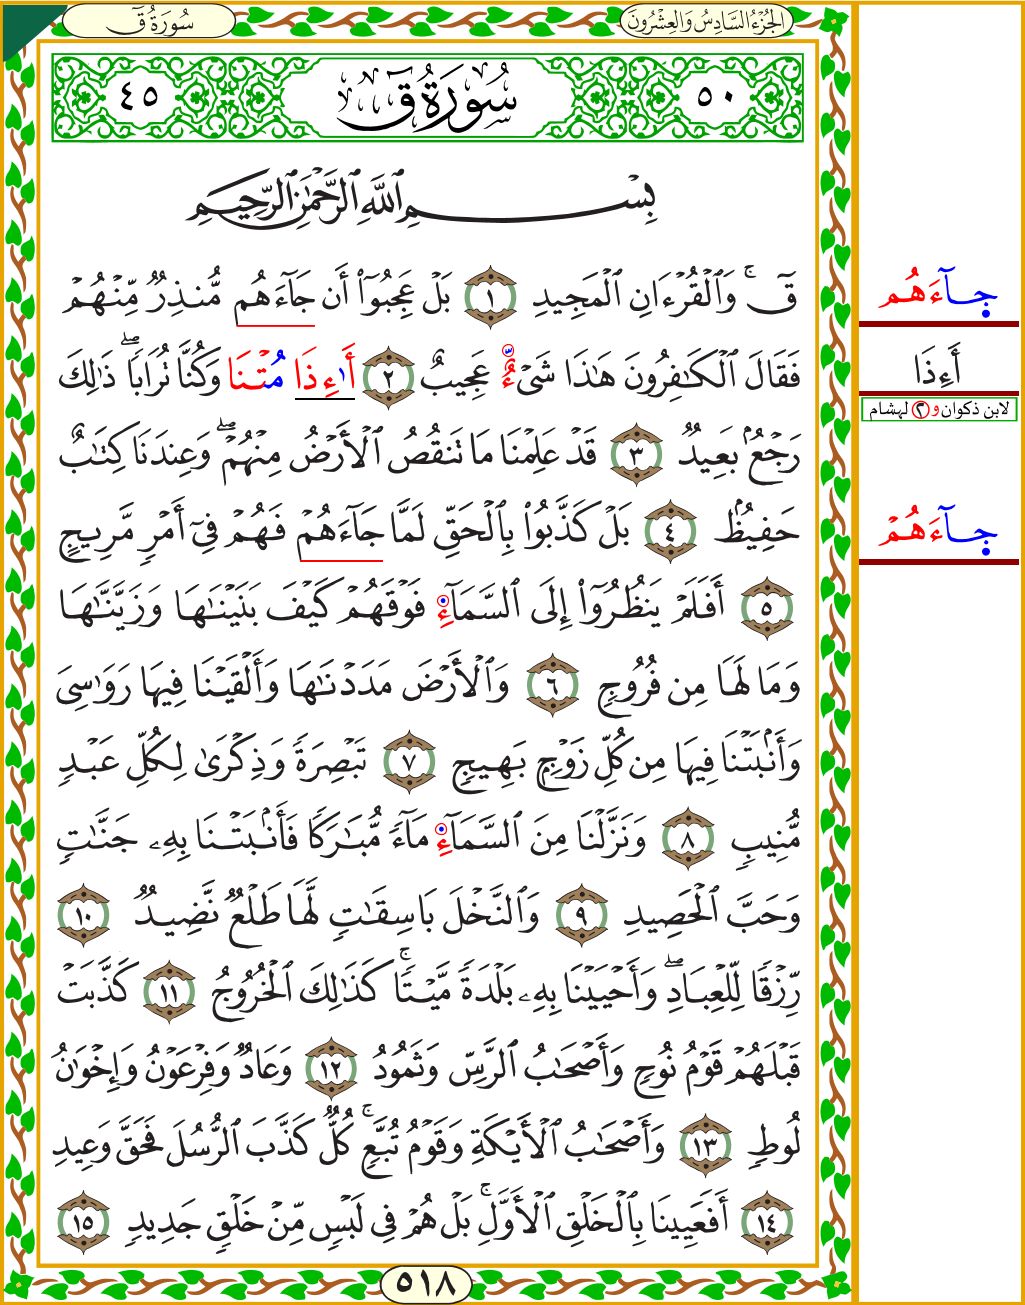 سُورَةُ قٓ
الجُزْءُ السَّادِسُ وَالعِشْرُونَ
٥٠ سُورَةُ قٓ ٤٥
بِسْمِ ٱللَّهِ ٱلرَّحْمَٰنِ ٱلرَّحِيمِ
قٓۚ وَٱلْقُرْءَانِ ٱلْمَجِيدِ ١ بَلْ عَجِبُوٓا۟ أَن جَآءَهُم مُّنذِرٌ مِّنْهُمْ
جَآءَهُم
فَقَالَ ٱلْكَٰفِرُونَ هَٰذَا شَىْءٌ عَجِيبٌ ٢ أَءِذَا مُتْنَا وَكُنَّا تُرَابًاۖ ذَٰلِكَ
أَءِذَا
لابن ذكوان و٢ لهشام
رَجْعٌۢ بَعِيدٌ ٣ قَدْ عَلِمْنَا مَا تَنقُصُ ٱلْأَرْضُ مِنْهُمْۖ وَعِندَنَا كِتَٰبٌ
حَفِيظٌۢ ٤ بَلْ كَذَّبُوا۟ بِٱلْحَقِّ لَمَّا جَآءَهُمْ فَهُمْ فِىٓ أَمْرٍ مَّرِيجٍ
جَآءَهُمْ
٥ أَفَلَمْ يَنظُرُوٓا۟ إِلَى ٱلسَّمَآءِ فَوْقَهُمْ كَيْفَ بَنَيْنَٰهَا وَزَيَّنَّٰهَا
وَمَا لَهَا مِن فُرُوجٍ ٦ وَٱلْأَرْضَ مَدَدْنَٰهَا وَأَلْقَيْنَا فِيهَا رَوَٰسِىَ
وَأَنۢبَتْنَا فِيهَا مِن كُلِّ زَوْجٍۭ بَهِيجٍ ٧ تَبْصِرَةً وَذِكْرَىٰ لِكُلِّ عَبْدٍ
مُّنِيبٍ ٨ وَنَزَّلْنَا مِنَ ٱلسَّمَآءِ مَآءً مُّبَٰرَكًا فَأَنۢبَتْنَا بِهِۦ جَنَّٰتٍ
وَحَبَّ ٱلْحَصِيدِ ٩ وَٱلنَّخْلَ بَاسِقَٰتٍ لَّهَا طَلْعٌ نَّضِيدٌ ١٠
رِّزْقًا لِّلْعِبَادِۖ وَأَحْيَيْنَا بِهِۦ بَلْدَةً مَّيْتًاۚ كَذَٰلِكَ ٱلْخُرُوجُ ١١ كَذَّبَتْ
قَبْلَهُمْ قَوْمُ نُوحٍ وَأَصْحَٰبُ ٱلرَّسِّ وَثَمُودُ ١٢ وَعَادٌ وَفِرْعَوْنُ وَإِخْوَٰنُ
لُوطٍ ١٣ وَأَصْحَٰبُ ٱلْأَيْكَةِ وَقَوْمُ تُبَّعٍۚ كُلٌّ كَذَّبَ ٱلرُّسُلَ فَحَقَّ وَعِيدِ
١٤ أَفَعَيِينَا بِٱلْخَلْقِ ٱلْأَوَّلِۚ بَلْ هُمْ فِى لَبْسٍ مِّنْ خَلْقٍ جَدِيدٍ ١٥
٥١٨